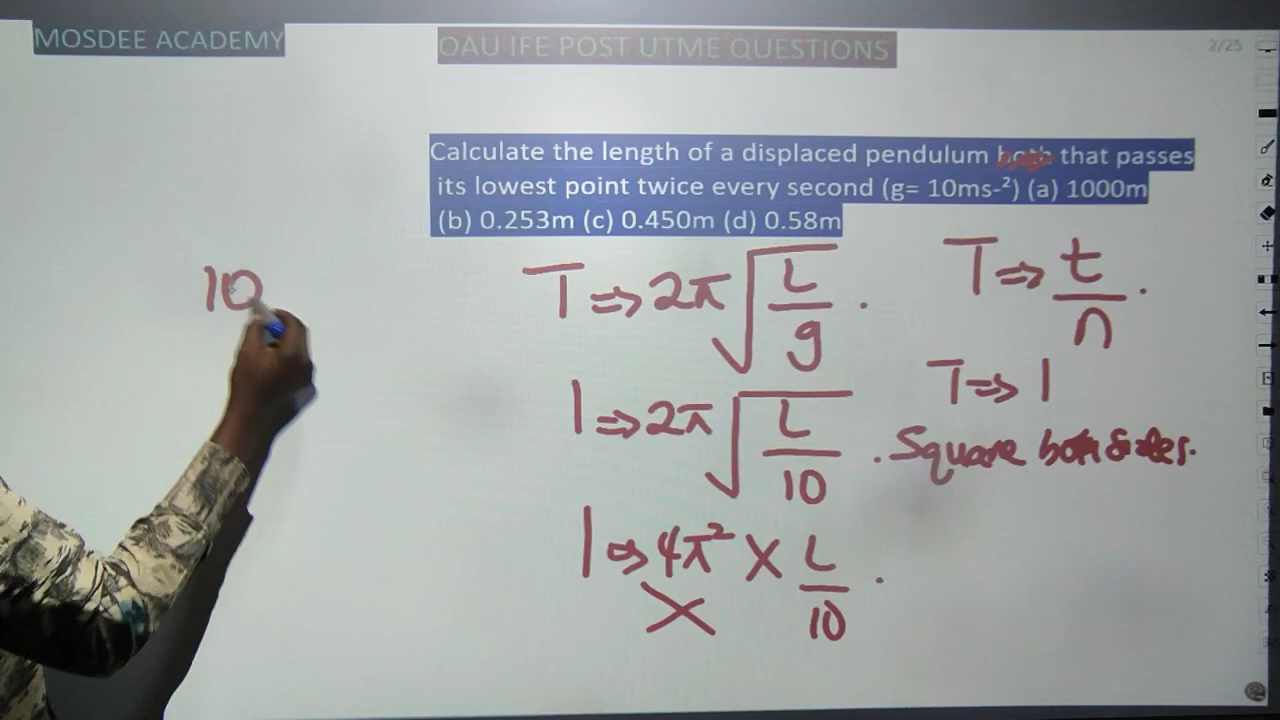 MOSDEE ACADEMY
OAU IFE POST UTME QUESTIONS
2/25
Calculate the length of a displaced pendulum both that passes
its lowest point twice every second (g= 10ms-²) (a) 1000m
(b) 0.253m (c) 0.450m (d) 0.58m
T => 2π√(L/g) .
T => t/n .
T => 1
1 => 2π√(L/10) . Square both sides.
1 => 4π² X L/10 .
X
10